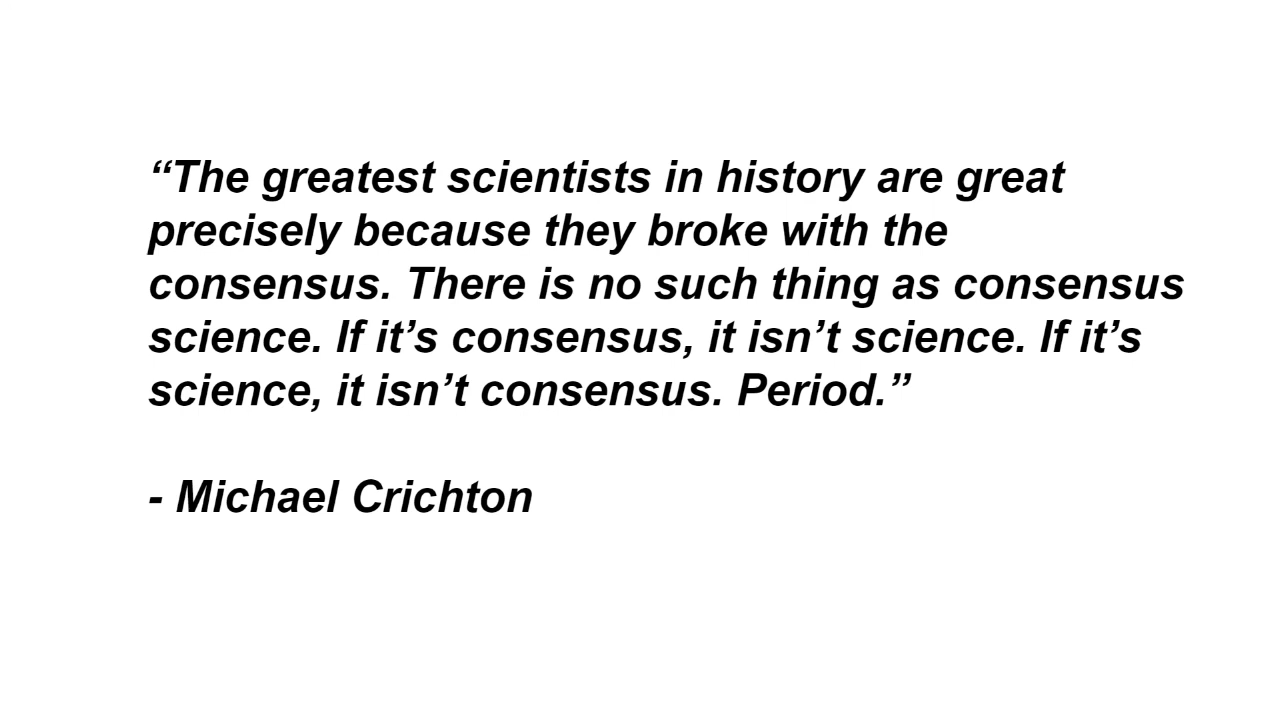 “The greatest scientists in history are great
precisely because they broke with the
consensus. There is no such thing as consensus
science. If it’s consensus, it isn’t science. If it’s
science, it isn’t consensus. Period.”
- Michael Crichton